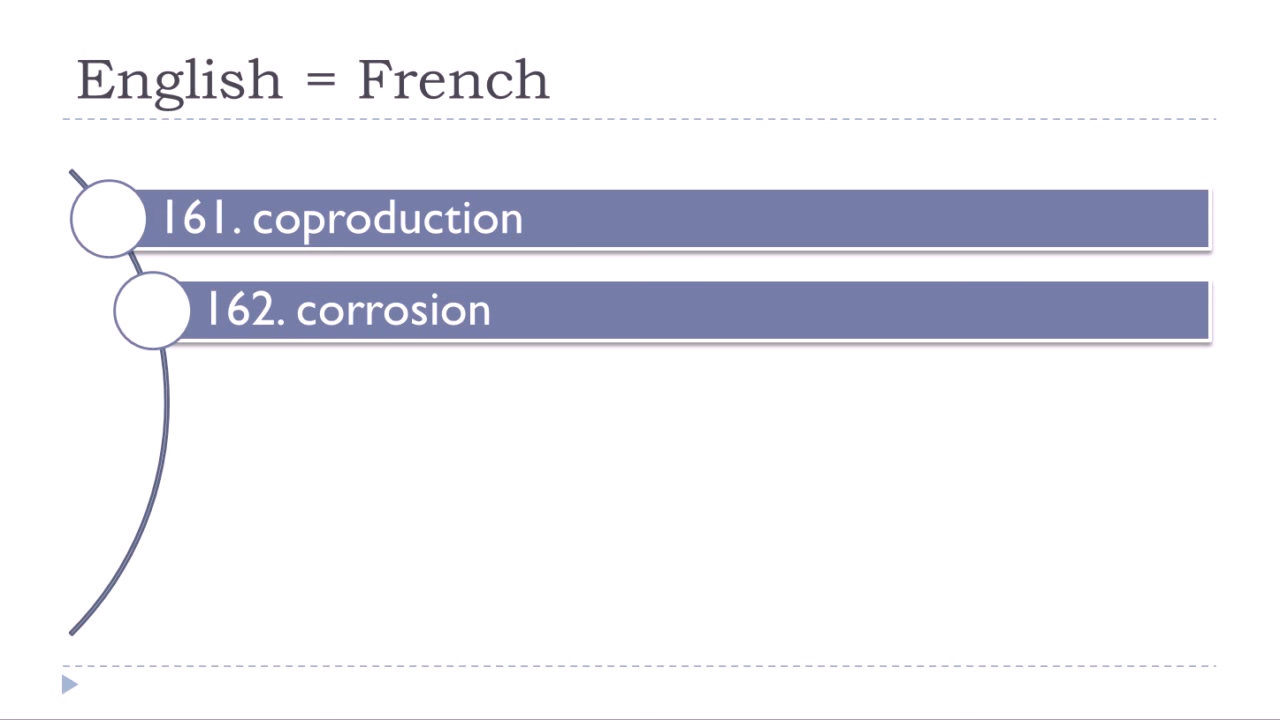 English = French
161. coproduction
162. corrosion